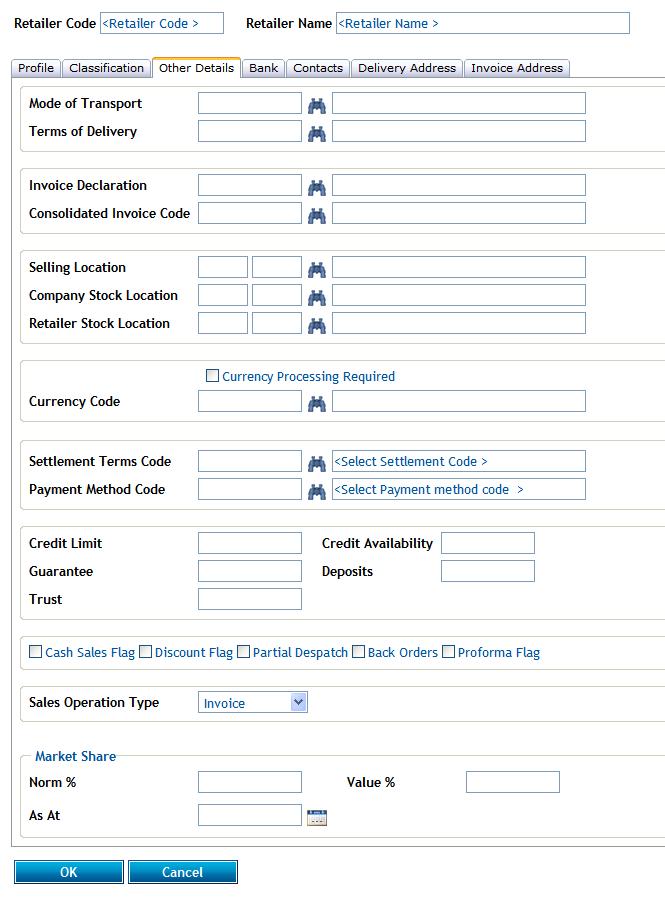 Retailer Code <Retailer Code > Retailer Name <Retailer Name >
Profile Classification Other Details Bank Contacts Delivery Address Invoice Address
Mode of Transport
Terms of Delivery
Invoice Declaration
Consolidated Invoice Code
Selling Location
Company Stock Location
Retailer Stock Location
Currency Processing Required
Currency Code
Settlement Terms Code <Select Settlement Code >
Payment Method Code <Select Payment method code >
Credit Limit Credit Availability
Guarantee Deposits
Trust
Cash Sales Flag Discount Flag Partial Despatch Back Orders Proforma Flag
Sales Operation Type Invoice
Market Share
Norm % Value %
As At
OK Cancel